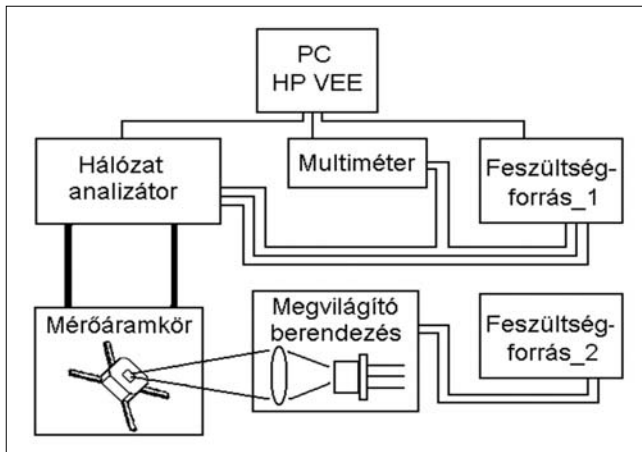 PC
HP VEE
Hálózat
analizátor
Multiméter
Feszültség-
forrás_1
Mérőáramkör
Megvilágító
berendezés
Feszültség-
forrás_2